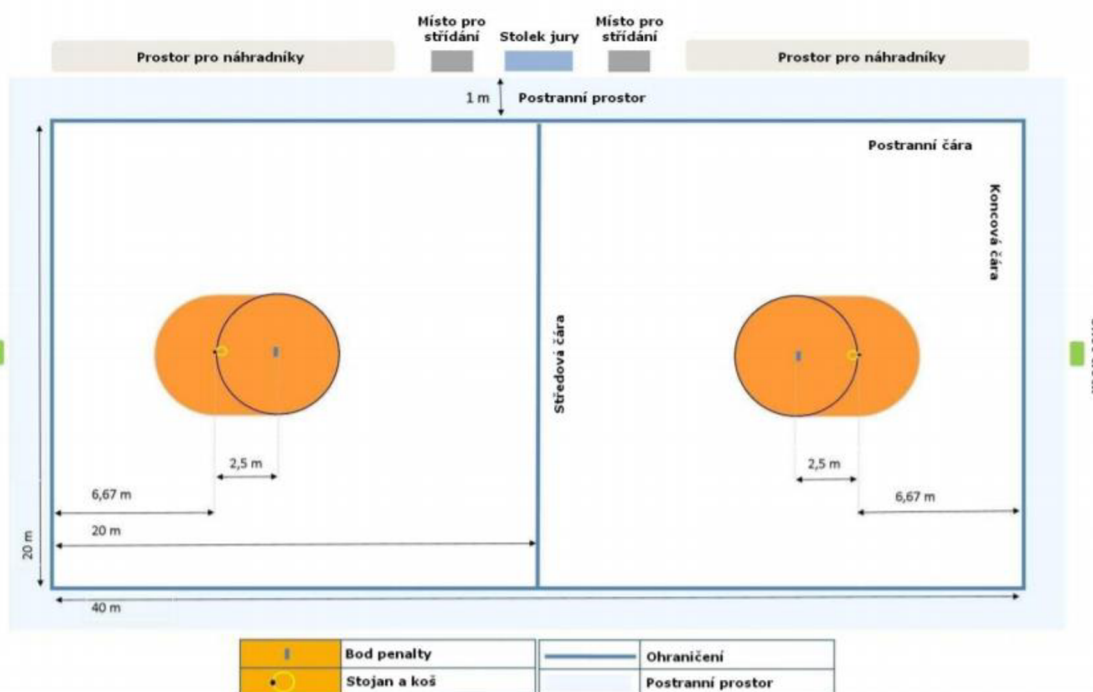 Místo pro
střídání
Stolek jury
Místo pro
střídání
Prostor pro náhradníky
Prostor pro náhradníky
1 m
Postranní prostor
Postranní čára
Koncová čára
Středová čára
2,5 m
2,5 m
6,67 m
6,67 m
20 m
20 m
40 m
Bod penalty
Ohraničení
Stojan a koš
Postranní prostor